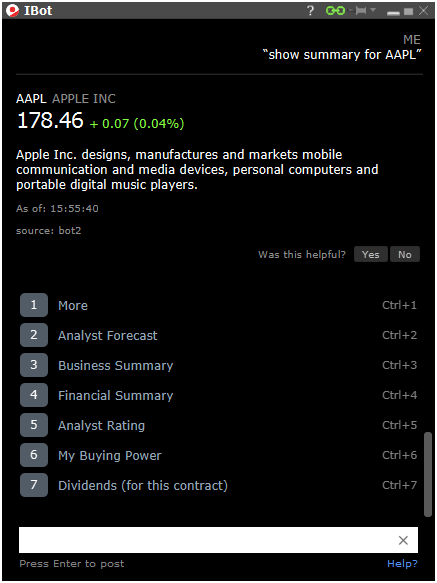 IBot
?
ME
“show summary for AAPL”
AAPL APPLE INC
178.46 + 0.07 (0.04%)
Apple Inc. designs, manufactures and markets mobile
communication and media devices, personal computers and
portable digital music players.
As of: 15:55:40
source: bot2
Was this helpful? Yes No
1 More Ctrl+1
2 Analyst Forecast Ctrl+2
3 Business Summary Ctrl+3
4 Financial Summary Ctrl+4
5 Analyst Rating Ctrl+5
6 My Buying Power Ctrl+6
7 Dividends (for this contract) Ctrl+7
Press Enter to post Help?